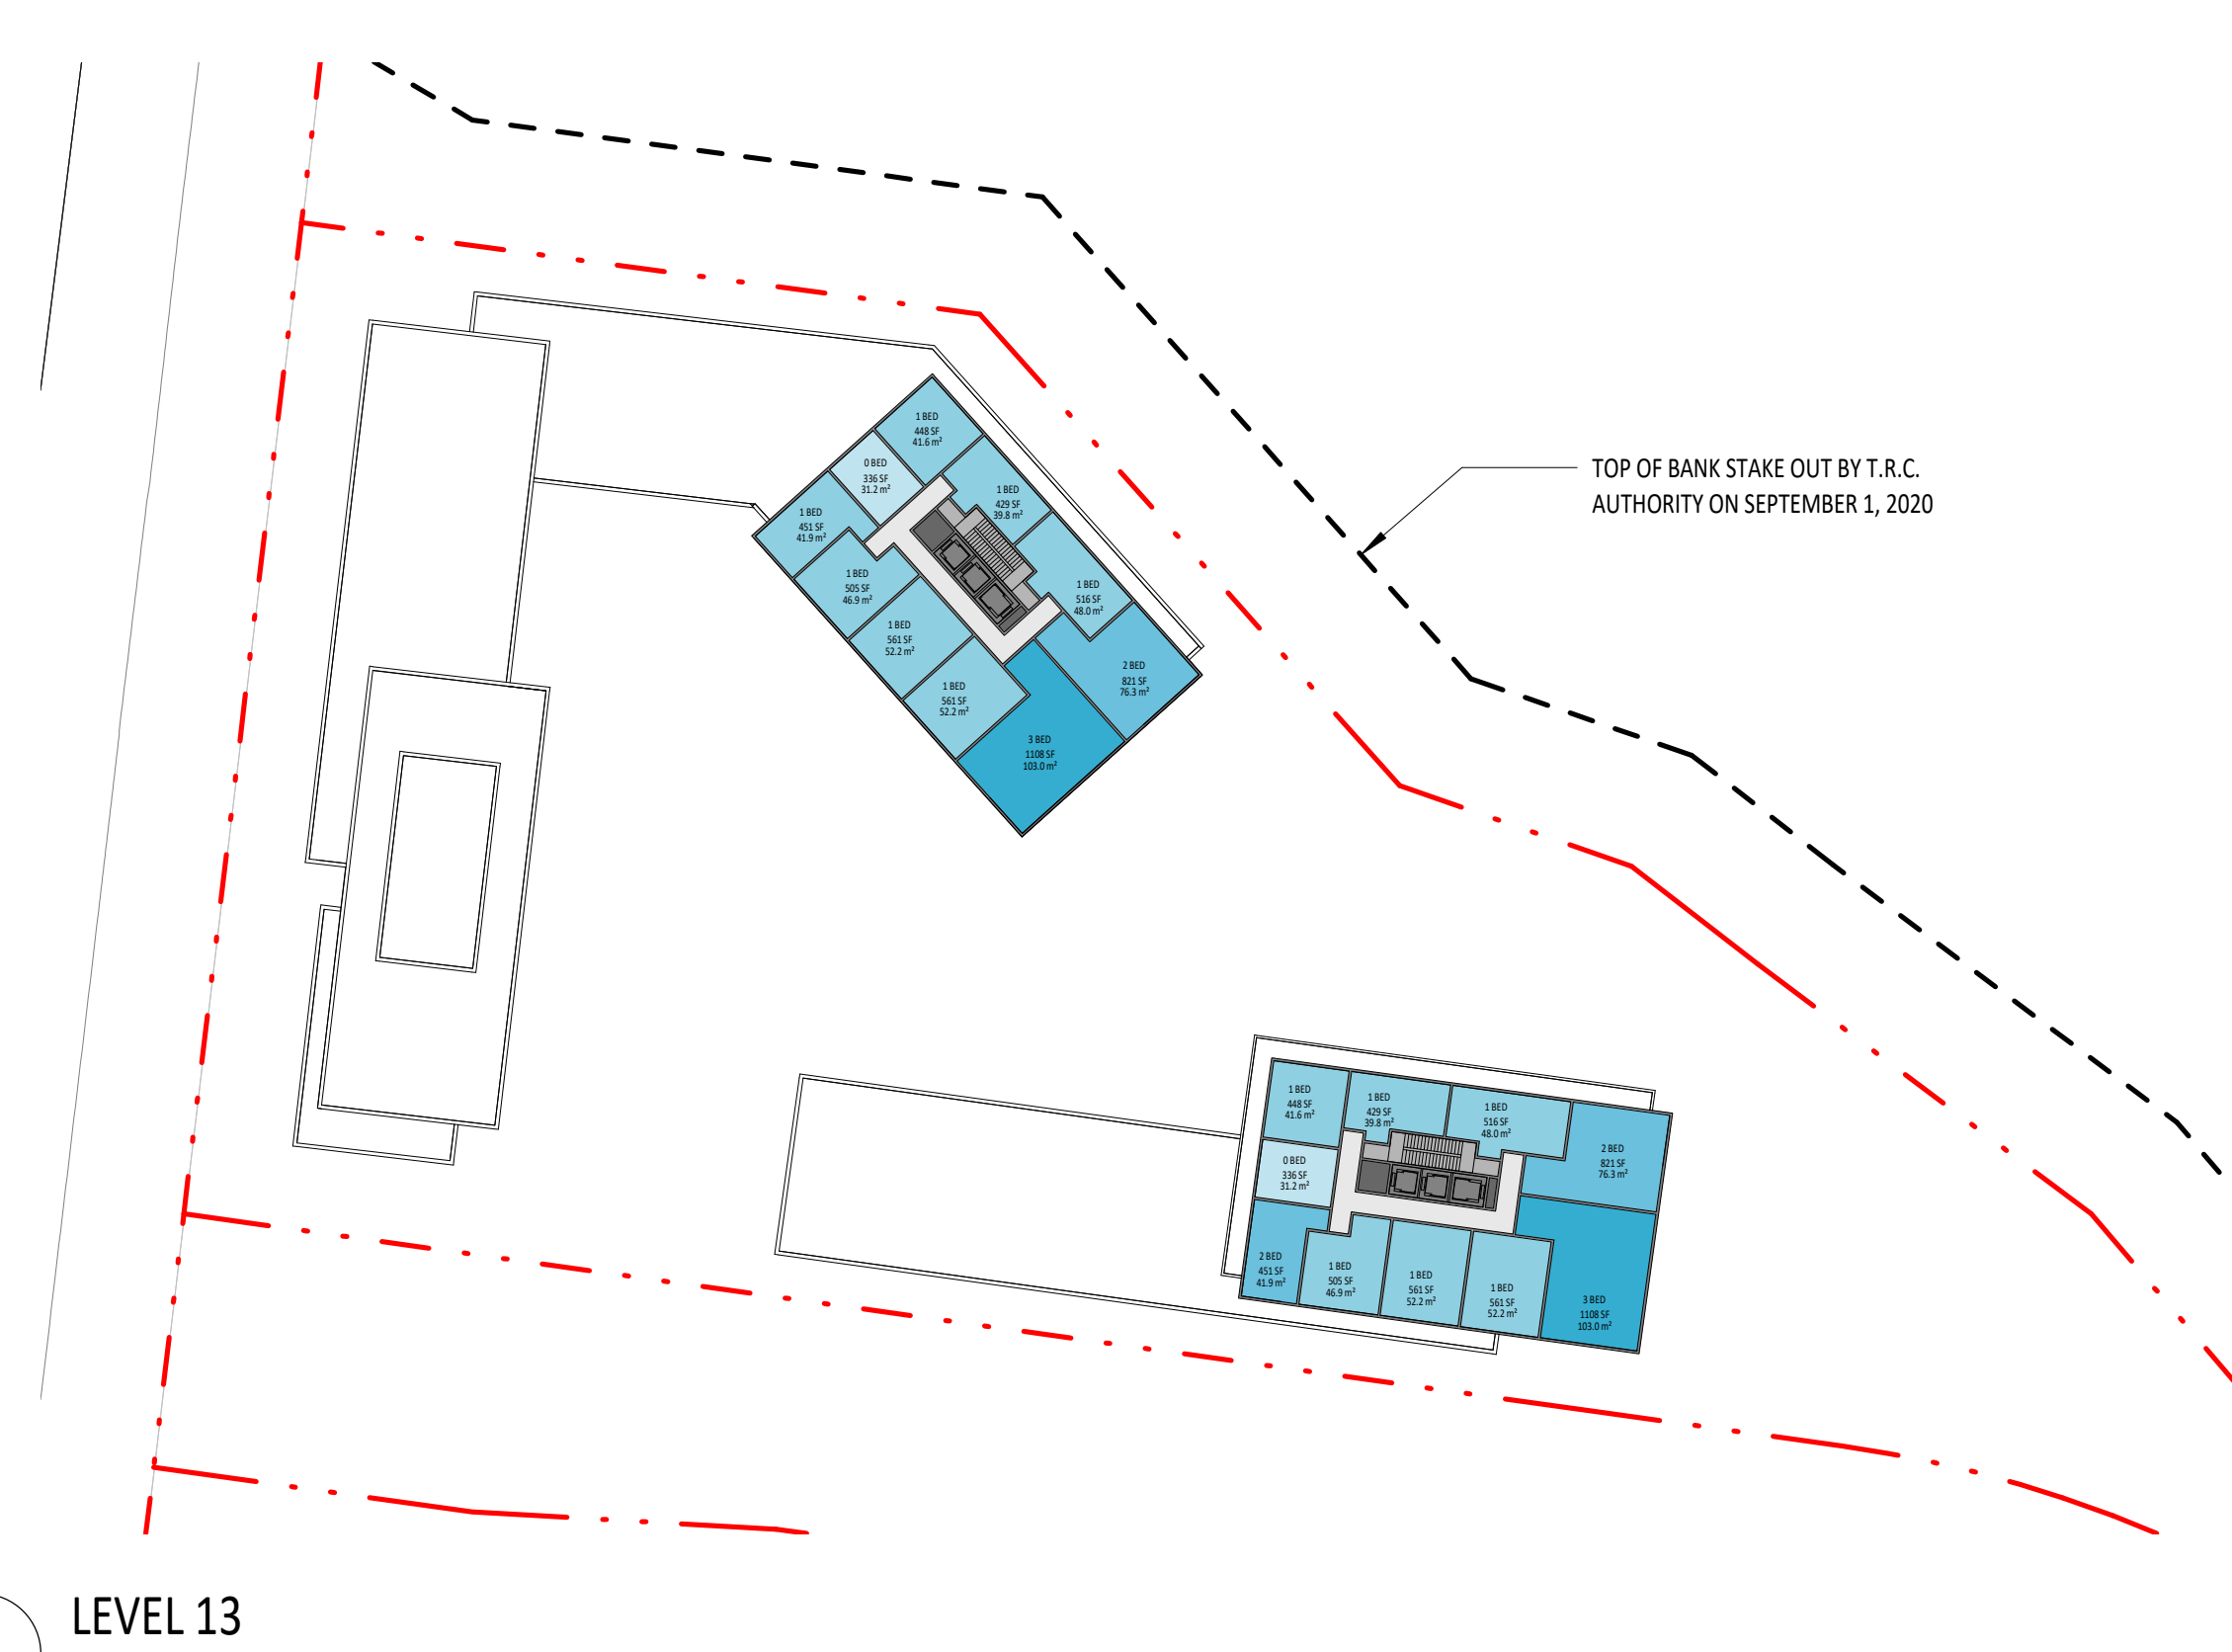 1 BED
448 SF
41.6 m²
0 BED
336 SF
31.2 m²
1 BED
451 SF
41.9 m²
1 BED
429 SF
39.8 m²
1 BED
505 SF
46.9 m²
1 BED
516 SF
48.0 m²
1 BED
561 SF
52.2 m²
1 BED
561 SF
52.2 m²
2 BED
821 SF
76.3 m²
3 BED
1108 SF
103.0 m²
TOP OF BANK STAKE OUT BY T.R.C.
AUTHORITY ON SEPTEMBER 1, 2020
1 BED
448 SF
41.6 m²
1 BED
429 SF
39.8 m²
1 BED
516 SF
48.0 m²
2 BED
821 SF
76.3 m²
0 BED
336 SF
31.2 m²
2 BED
451 SF
41.9 m²
1 BED
505 SF
46.9 m²
1 BED
561 SF
52.2 m²
1 BED
561 SF
52.2 m²
3 BED
1108 SF
103.0 m²
LEVEL 13